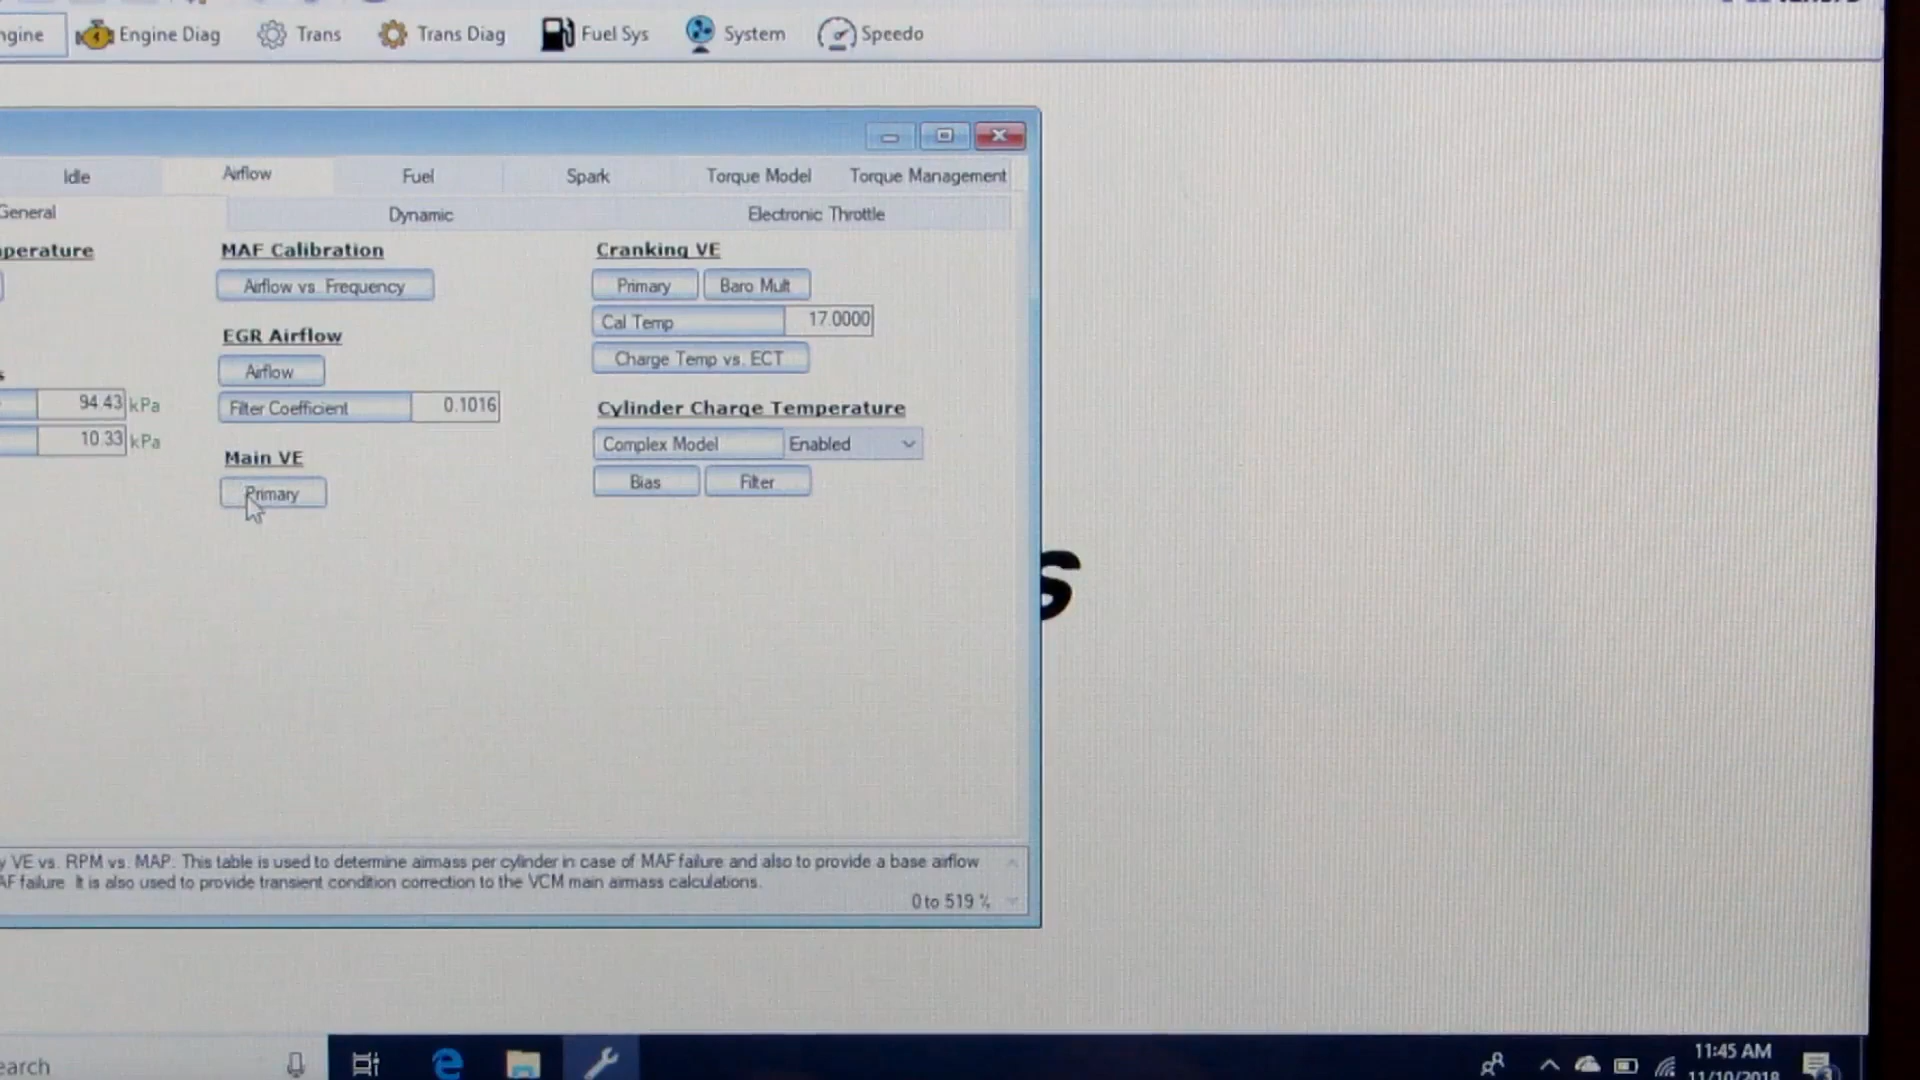 Engine Diag Trans Trans Diag Fuel Sys System Speedo
Idle Airflow Fuel Spark Torque Model Torque Management
General Dynamic Electronic Throttle
MAF Calibration Cranking VE
Airflow vs. Frequency Primary Baro Mult
Cal Temp 17.0000
EGR Airflow
Airflow Charge Temp vs. ECT
94.43 kPa Filter Coefficient 0.1016 Cylinder Charge Temperature
10.33 kPa Complex Model Enabled
Main VE
Primary Bias Filter
s
VE vs. RPM vs. MAP. This table is used to determine airmass per cylinder in case of MAF failure and also to provide a base airflow
failure. It is also used to provide transient condition correction to the VCM main airmass calculations.
0 to 519 %
11:45 AM
11/10/2018